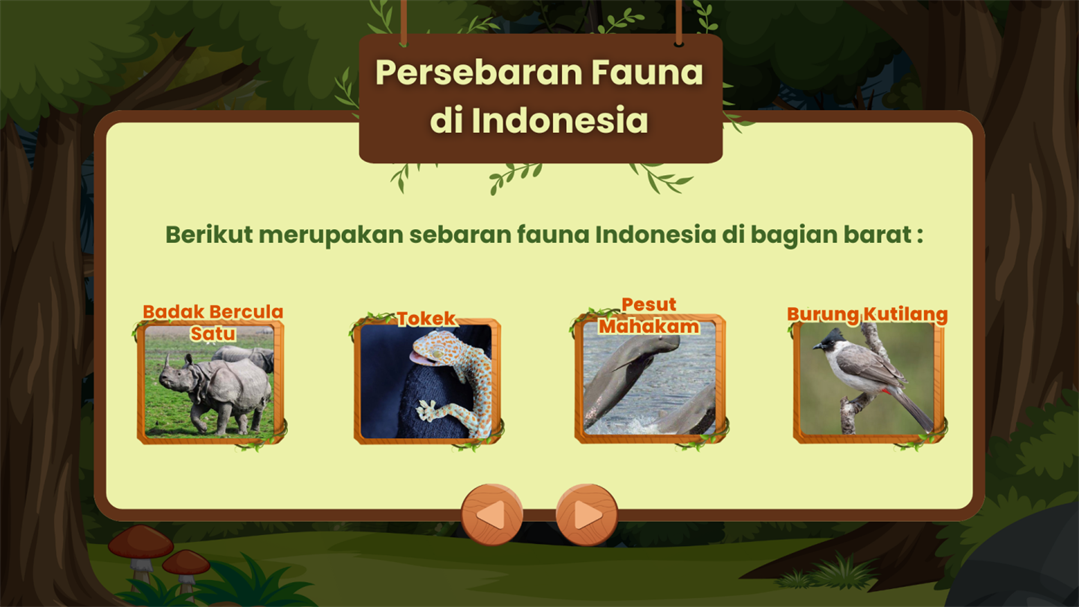 Persebaran Fauna
di Indonesia
Berikut merupakan sebaran fauna Indonesia di bagian barat :
Badak Bercula
Satu
Tokek
Pesut
Mahakam
Burung Kutilang